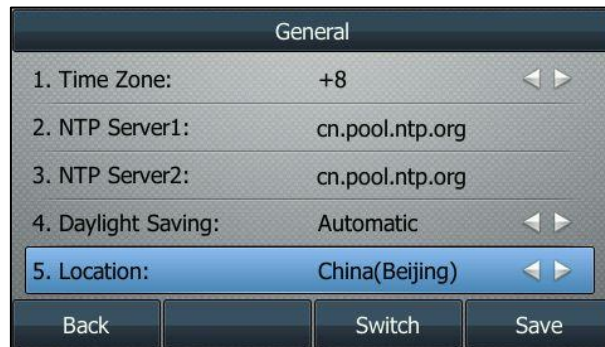 General
1. Time Zone: +8
2. NTP Server1: cn.pool.ntp.org
3. NTP Server2: cn.pool.ntp.org
4. Daylight Saving: Automatic
5. Location: China(Beijing)
Back Switch Save